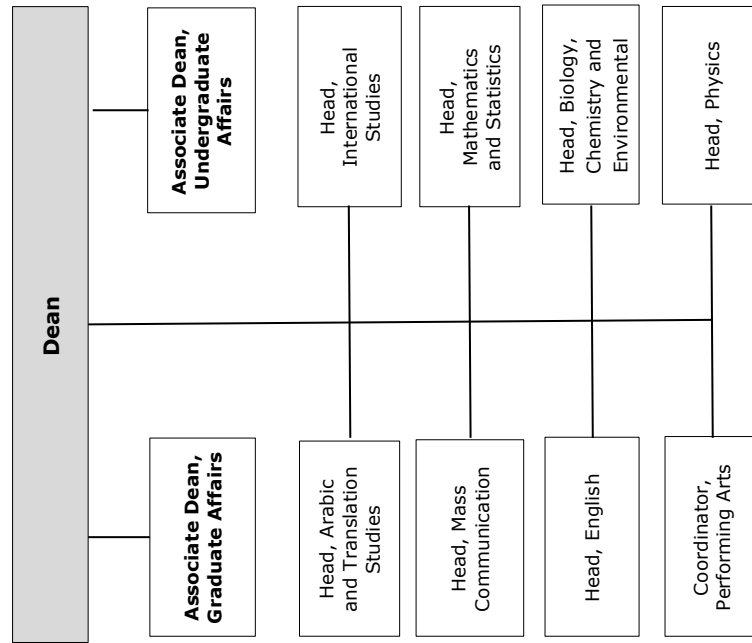 Dean
Associate Dean,
Graduate Affairs
Associate Dean,
Undergraduate
Affairs
Head, Arabic
and Translation
Studies
Head,
International
Studies
Head, Mass
Communication
Head,
Mathematics
and Statistics
Head, English
Head, Biology,
Chemistry and
Environmental
Coordinator,
Performing Arts
Head, Physics